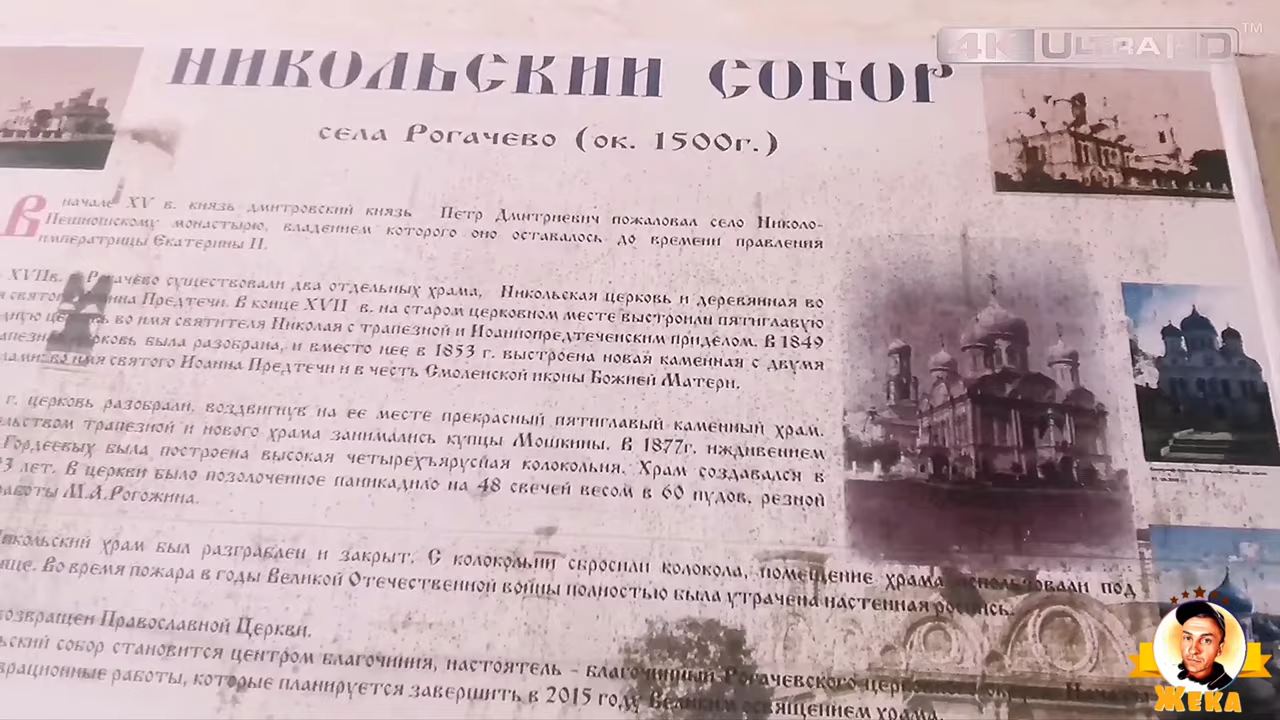 4K ULTRA HD™
НИКОЛЬСКИЙ СОБОР
села Рогачево (ок. 1500г.)
В начале XV в. князь дмитровский князь Петр Дмитриевич пожаловал село Николо-
Пешношскому монастырю, владением которого оно оставалось до времени правления
императрицы Екатерины II.
XVIIв. Рогачево существовали два отдельных храма, Никольская церковь и деревянная во
святого Иоанна Предтечи. В конце XVII в. на старом церковном месте выстроили пятиглавую
церковь во имя святителя Николая с трапезной и Иоаннопредтеченским приделом. В 1849
церковь была разобрана, и вместо нее в 1853 г. выстроена новая каменная с двумя
во имя святого Иоанна Предтечи и в честь Смоленской иконы Божией Матери.
г. церковь разобрали, воздвигнув на ее месте прекрасный пятиглавый каменный храм.
трапезной и нового храма занимались купцы Мошкины. В 1877г. иждивением
Гордеевых была построена высокая четырехъярусная колокольня. Храм создавался в
3 лет. В церкви было позолоченное паникадило на 48 свечей весом в 60 пудов, резной
работы М.А.Рогожина.
Никольский храм был разграблен и закрыт. С колокольни сбросили колокола, помещение храма использовали под
Во время пожара в годы Великой Отечественной войны полностью была утрачена настенная роспись.
возвращен Православной Церкви.
собор становится центром благочиния, настоятель - благочинный Рогачевского
работы, которые планируется завершить в 2015 году Великим освящением храма.
ЖЕКА